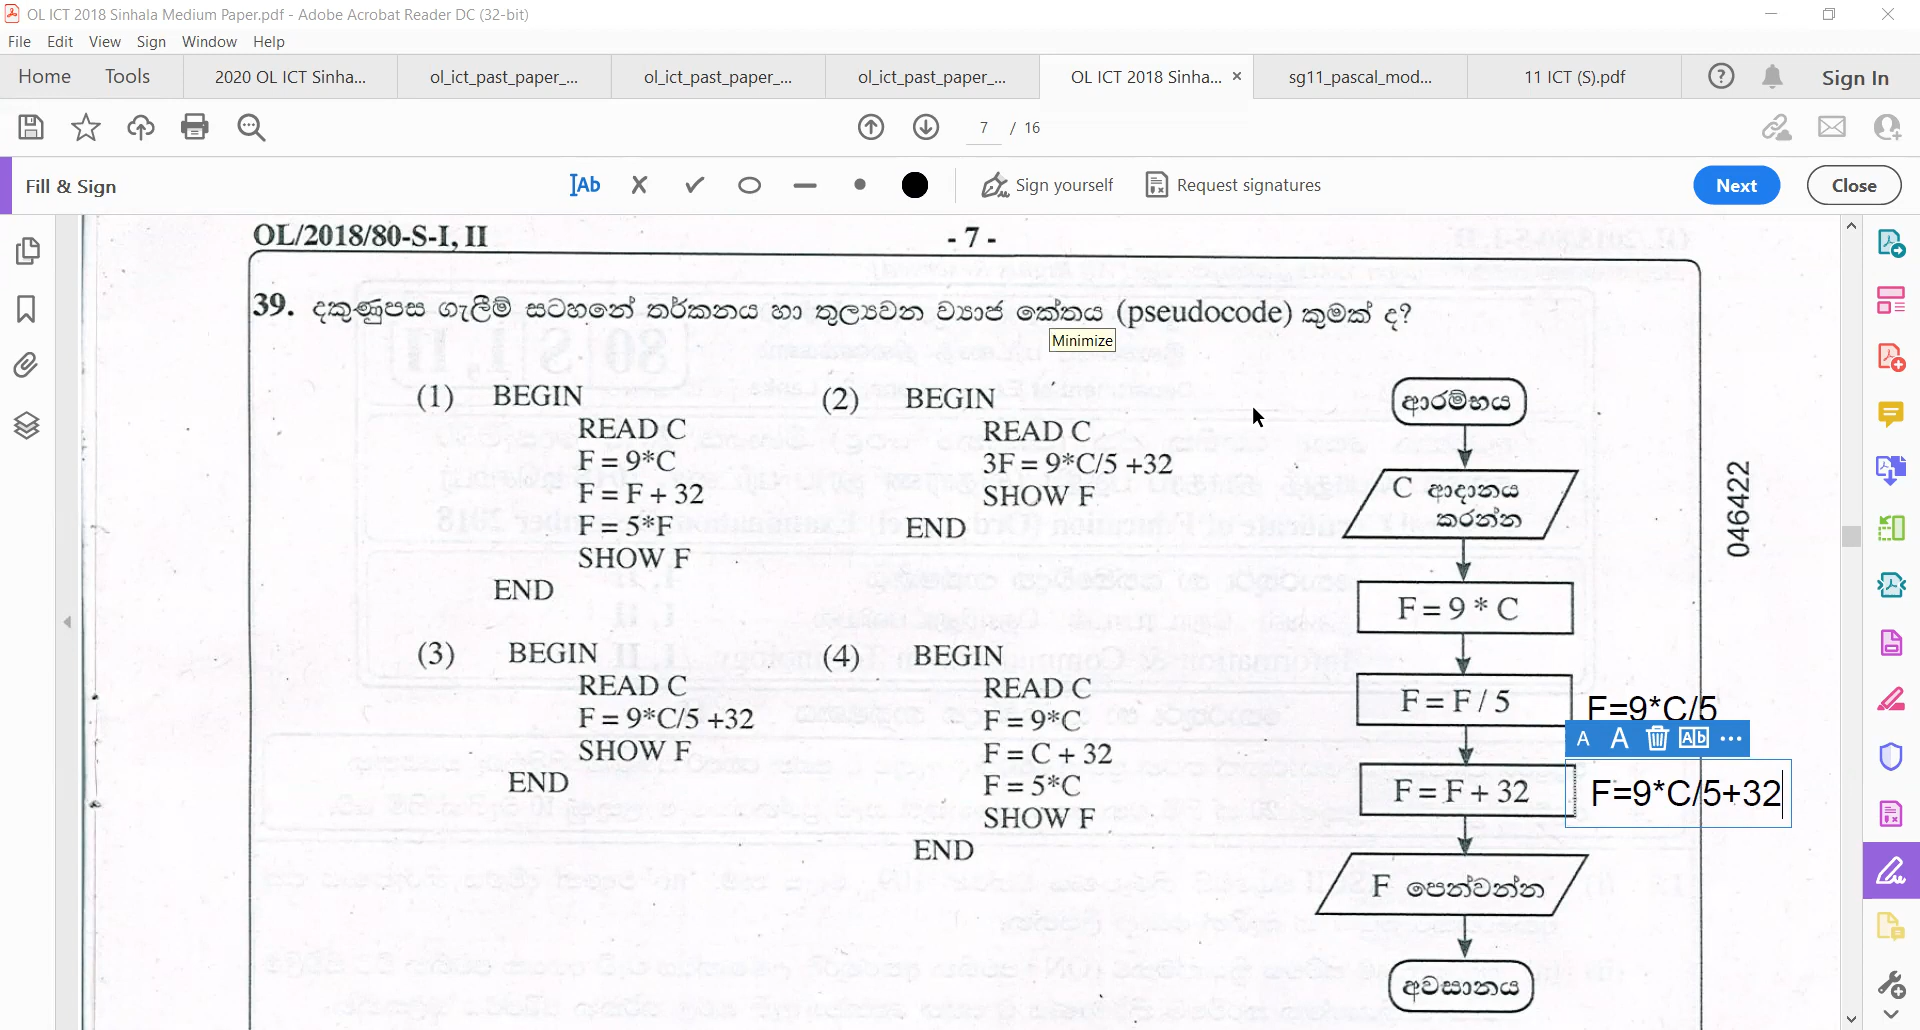 OL ICT 2018 Sinhala Medium Paper.pdf - Adobe Acrobat Reader DC (32-bit)
File Edit View Sign Window Help
Home Tools 2020 OL ICT Sinha... ol_ict_past_paper_... ol_ict_past_paper_... ol_ict_past_paper_... OL ICT 2018 Sinha... × sg11_pascal_mod... 11 ICT (S).pdf Sign In
7 / 16
Fill & Sign Sign yourself Request signatures Next Close
OL/2018/80-S-I, II - 7 -
39. දකුණුපස ගැලීම් සටහනේ තර්කනය හා තුල්‍යවන ව්‍යාජ කේතය (pseudocode) කුමක් ද?
Minimize
(1) BEGIN
READ C
F = 9*C
F = F + 32
F = 5*F
SHOW F
END
(2) BEGIN
READ C
3F = 9*C/5 +32
SHOW F
END
(3) BEGIN
READ C
F = 9*C/5 +32
SHOW F
END
(4) BEGIN
READ C
F = 9*C
F = C + 32
F = 5*C
SHOW F
END
ආරම්භය
C ආදානය
කරන්න
F = 9 * C
F = F / 5
F=9*C/5
A A Ab
F = F + 32
F=9*C/5+32
F පෙන්වන්න
අවසානය
046422